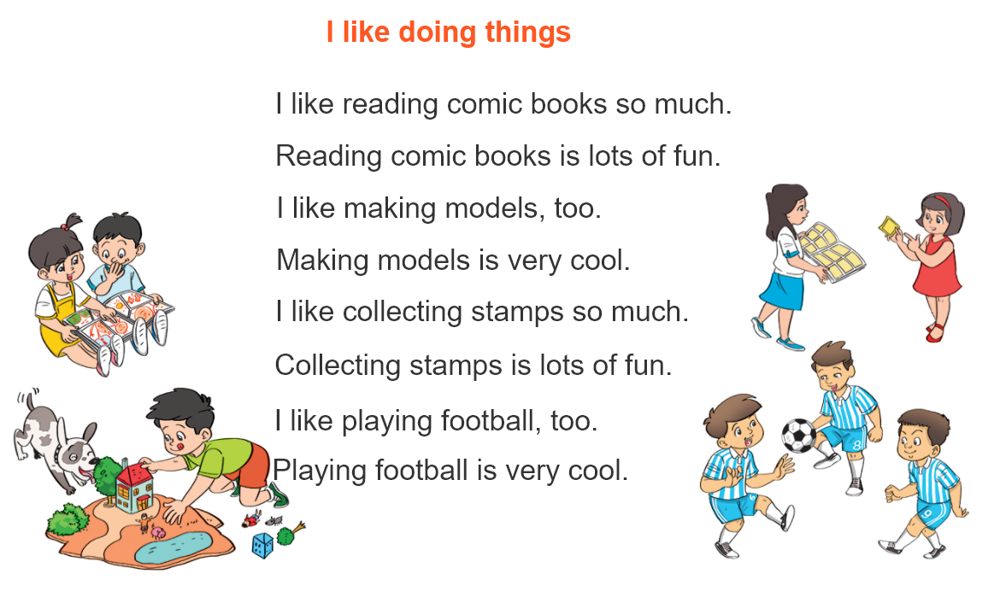 I like doing things
I like reading comic books so much.
Reading comic books is lots of fun.
I like making models, too.
Making models is very cool.
I like collecting stamps so much.
Collecting stamps is lots of fun.
I like playing football, too.
Playing football is very cool.
8
9